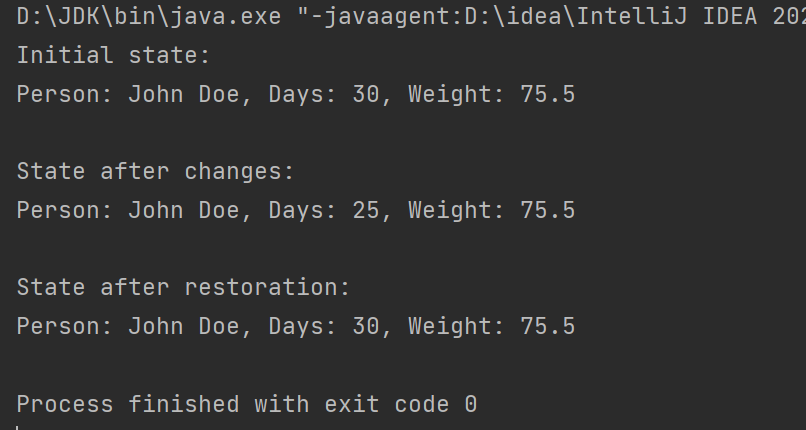 D:\JDK\bin\java.exe "-javaagent:D:\idea\IntelliJ IDEA 202
Initial state:
Person: John Doe, Days: 30, Weight: 75.5
State after changes:
Person: John Doe, Days: 25, Weight: 75.5
State after restoration:
Person: John Doe, Days: 30, Weight: 75.5
Process finished with exit code 0